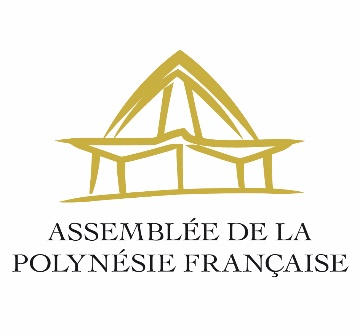 ASSEMBLÉE DE LA
POLYNÉSIE FRANÇAISE